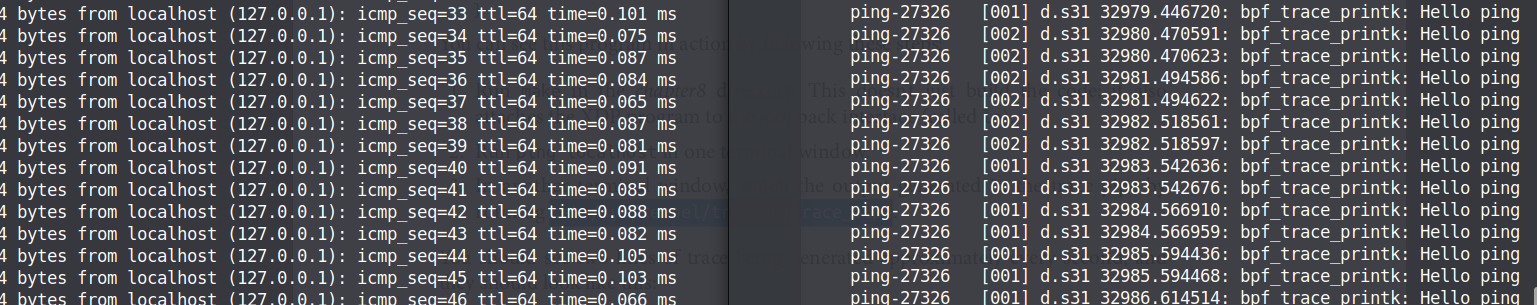 4 bytes from localhost (127.0.0.1): icmp_seq=33 ttl=64 time=0.101 ms
4 bytes from localhost (127.0.0.1): icmp_seq=34 ttl=64 time=0.075 ms
4 bytes from localhost (127.0.0.1): icmp_seq=35 ttl=64 time=0.087 ms
4 bytes from localhost (127.0.0.1): icmp_seq=36 ttl=64 time=0.084 ms
4 bytes from localhost (127.0.0.1): icmp_seq=37 ttl=64 time=0.065 ms
4 bytes from localhost (127.0.0.1): icmp_seq=38 ttl=64 time=0.087 ms
4 bytes from localhost (127.0.0.1): icmp_seq=39 ttl=64 time=0.081 ms
4 bytes from localhost (127.0.0.1): icmp_seq=40 ttl=64 time=0.091 ms
4 bytes from localhost (127.0.0.1): icmp_seq=41 ttl=64 time=0.085 ms
4 bytes from localhost (127.0.0.1): icmp_seq=42 ttl=64 time=0.088 ms
4 bytes from localhost (127.0.0.1): icmp_seq=43 ttl=64 time=0.082 ms
4 bytes from localhost (127.0.0.1): icmp_seq=44 ttl=64 time=0.105 ms
4 bytes from localhost (127.0.0.1): icmp_seq=45 ttl=64 time=0.103 ms
4 bytes from localhost (127.0.0.1): icmp_seq=46 ttl=64 time=0.066 ms
ping-27326 [001] d.s31 32979.446720: bpf_trace_printk: Hello ping
ping-27326 [002] d.s31 32980.470591: bpf_trace_printk: Hello ping
ping-27326 [002] d.s31 32980.470623: bpf_trace_printk: Hello ping
ping-27326 [002] d.s31 32981.494586: bpf_trace_printk: Hello ping
ping-27326 [002] d.s31 32981.494622: bpf_trace_printk: Hello ping
ping-27326 [002] d.s31 32982.518561: bpf_trace_printk: Hello ping
ping-27326 [002] d.s31 32982.518597: bpf_trace_printk: Hello ping
ping-27326 [001] d.s31 32983.542636: bpf_trace_printk: Hello ping
ping-27326 [001] d.s31 32983.542676: bpf_trace_printk: Hello ping
ping-27326 [001] d.s31 32984.566910: bpf_trace_printk: Hello ping
ping-27326 [001] d.s31 32984.566959: bpf_trace_printk: Hello ping
ping-27326 [001] d.s31 32985.594436: bpf_trace_printk: Hello ping
ping-27326 [001] d.s31 32985.594468: bpf_trace_printk: Hello ping
ping-27326 [001] d.s31 32986.614514: bpf_trace_printk: Hello ping